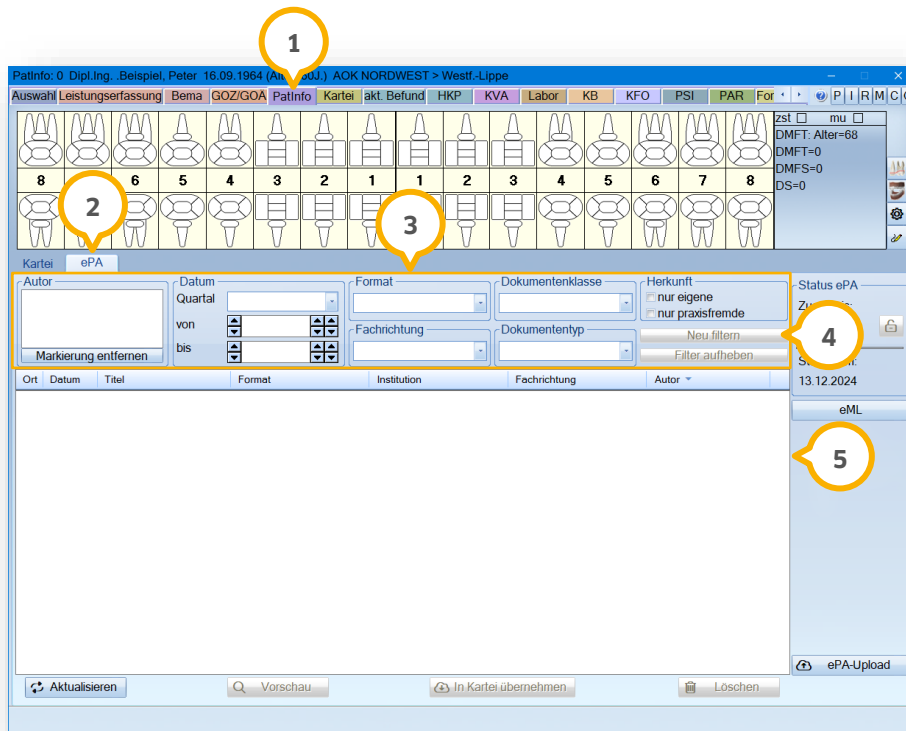 1
PatInfo: 0 Dipl.Ing. .Beispiel, Peter 16.09.1964 AOK NORDWEST > Westf.-Lippe
Auswahl Leistungserfassung Bema GOZ/GOÄ PatInfo Kartei akt. Befund HKP KVA Labor KB KFO PSI PAR For P I R M C
zst mu
DMFT: Alter=68
DMFT=0
DMFS=0
DS=0
8 6 5 4 3 2 1 1 2 3 4 5 6 7 8
2
3
Kartei ePA
Autor Datum Format Dokumentenklasse Herkunft Status ePA
Quartal nur eigene
von nur praxisfremde
Fachrichtung Dokumententyp Neu filtern
4
bis
Markierung entfernen Filter aufheben
Ort Datum Titel Format Institution Fachrichtung Autor
13.12.2024
eML
5
ePA-Upload
Aktualisieren Vorschau In Kartei übernehmen Löschen